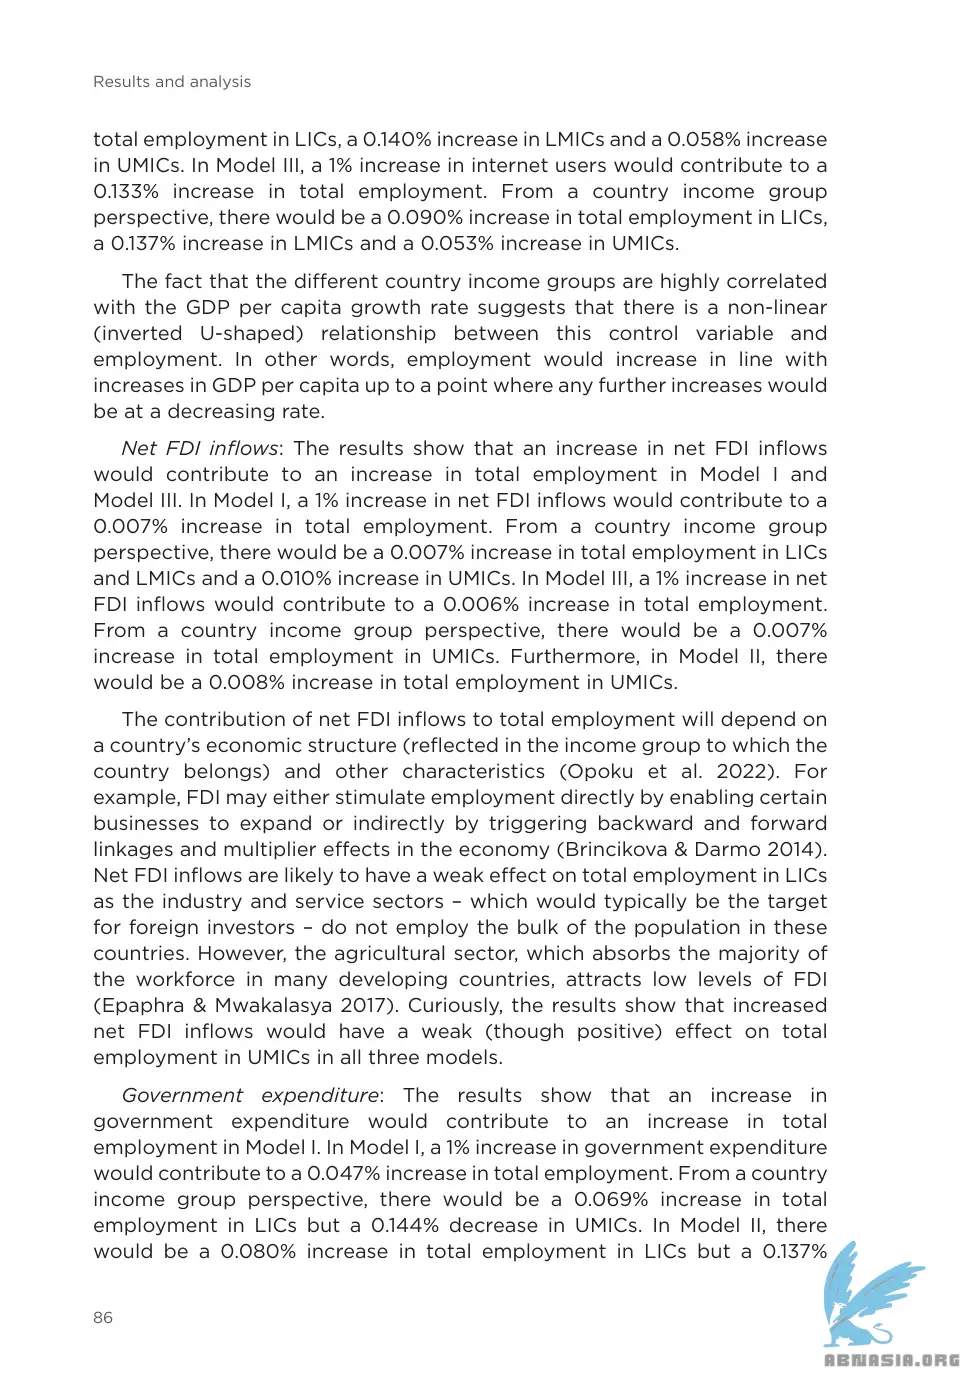 Results and analysis
total employment in LICs, a 0.140% increase in LMICs and a 0.058% increase
in UMICs. In Model III, a 1% increase in internet users would contribute to a
0.133% increase in total employment. From a country income group
perspective, there would be a 0.090% increase in total employment in LICs,
a 0.137% increase in LMICs and a 0.053% increase in UMICs.
The fact that the different country income groups are highly correlated
with the GDP per capita growth rate suggests that there is a non-linear
(inverted U-shaped) relationship between this control variable and
employment. In other words, employment would increase in line with
increases in GDP per capita up to a point where any further increases would
be at a decreasing rate.
Net FDI inflows: The results show that an increase in net FDI inflows
would contribute to an increase in total employment in Model I and
Model III. In Model I, a 1% increase in net FDI inflows would contribute to a
0.007% increase in total employment. From a country income group
perspective, there would be a 0.007% increase in total employment in LICs
and LMICs and a 0.010% increase in UMICs. In Model III, a 1% increase in net
FDI inflows would contribute to a 0.006% increase in total employment.
From a country income group perspective, there would be a 0.007%
increase in total employment in UMICs. Furthermore, in Model II, there
would be a 0.008% increase in total employment in UMICs.
The contribution of net FDI inflows to total employment will depend on
a country’s economic structure (reflected in the income group to which the
country belongs) and other characteristics (Opoku et al. 2022). For
example, FDI may either stimulate employment directly by enabling certain
businesses to expand or indirectly by triggering backward and forward
linkages and multiplier effects in the economy (Brincikova & Darmo 2014).
Net FDI inflows are likely to have a weak effect on total employment in LICs
as the industry and service sectors – which would typically be the target
for foreign investors – do not employ the bulk of the population in these
countries. However, the agricultural sector, which absorbs the majority of
the workforce in many developing countries, attracts low levels of FDI
(Epaphra & Mwakalasya 2017). Curiously, the results show that increased
net FDI inflows would have a weak (though positive) effect on total
employment in UMICs in all three models.
Government expenditure: The results show that an increase in
government expenditure would contribute to an increase in total
employment in Model I. In Model I, a 1% increase in government expenditure
would contribute to a 0.047% increase in total employment. From a country
income group perspective, there would be a 0.069% increase in total
employment in LICs but a 0.144% decrease in UMICs. In Model II, there
would be a 0.080% increase in total employment in LICs but a 0.137%
86
ABNASIA.ORG